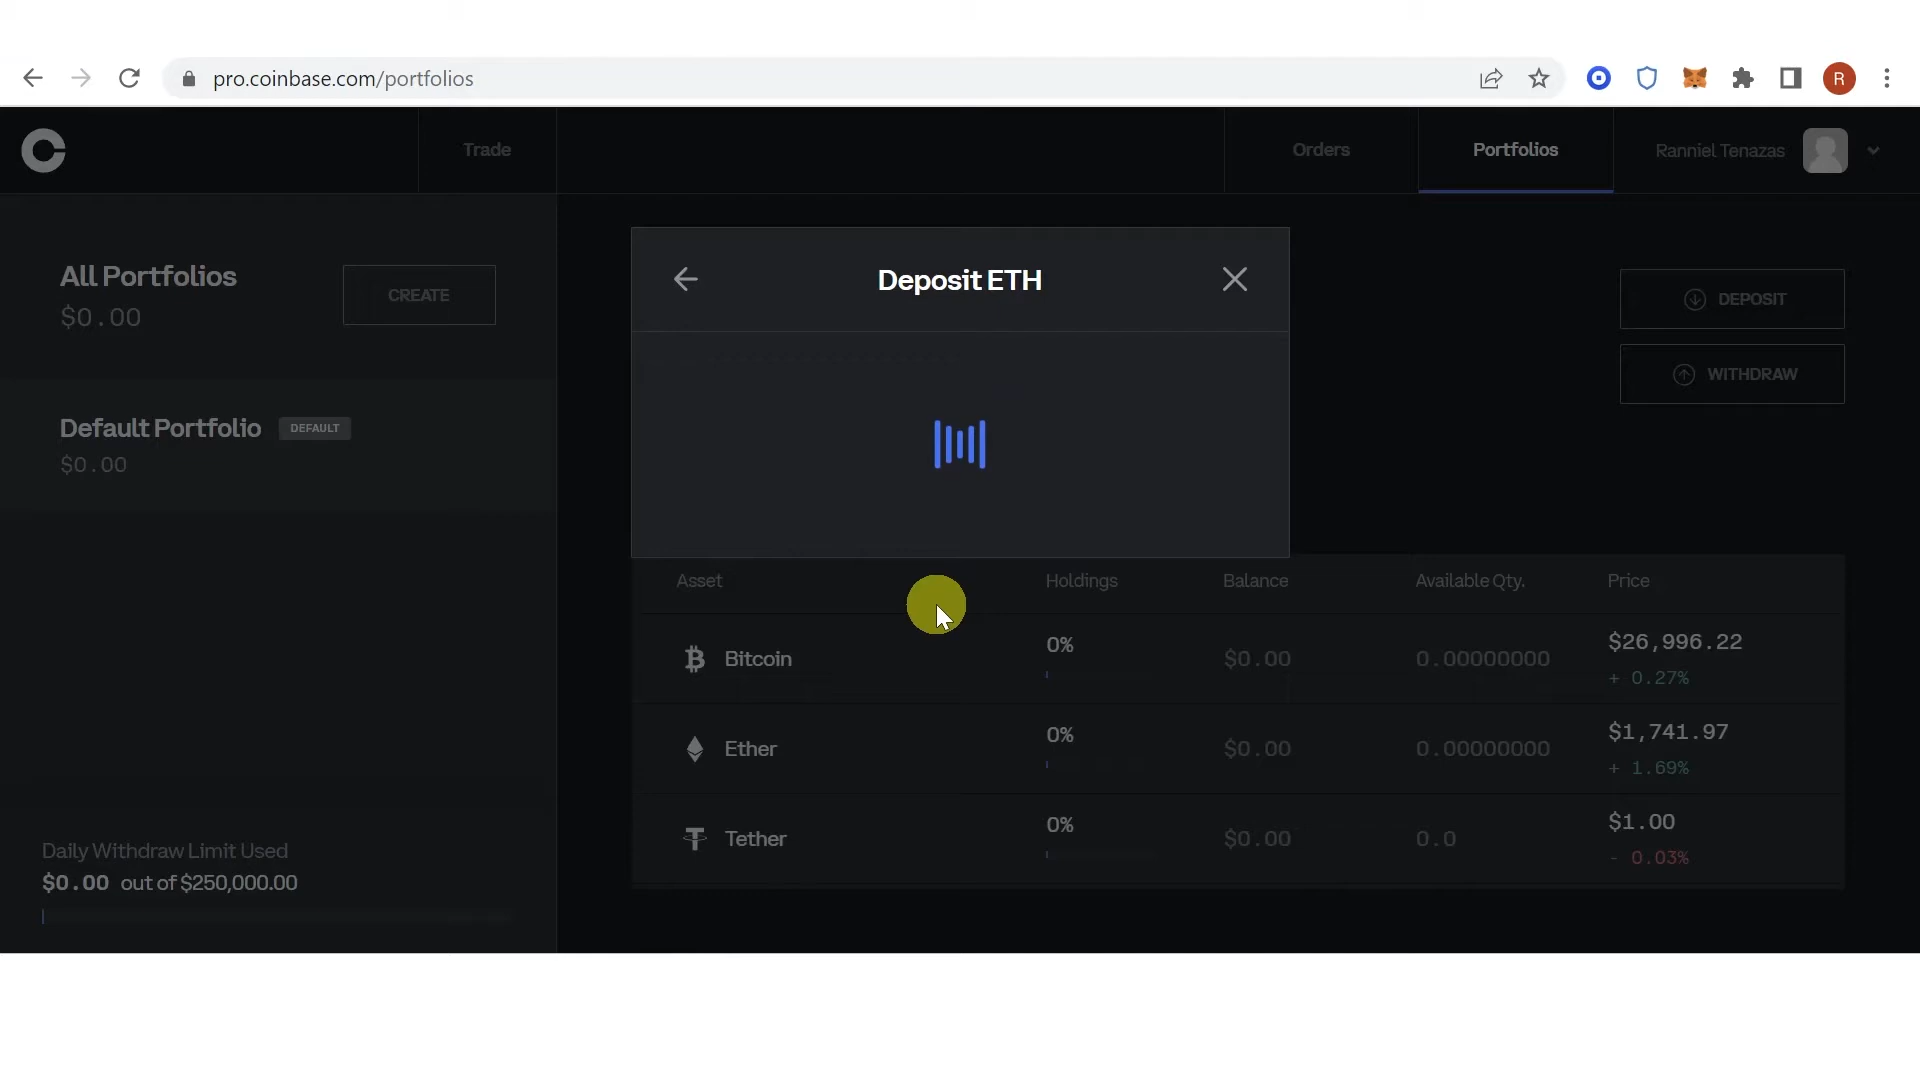 pro.coinbase.com/portfolios
R
Trade
Orders
Portfolios
Ranniel Tenazas
All Portfolios
$0.00
CREATE
Deposit ETH
DEPOSIT
WITHDRAW
Default Portfolio
DEFAULT
$0.00
Asset Holdings Balance Available Qty. Price
Bitcoin 0% $0.00 0.00000000 $26,996.22
+ 0.27%
Ether 0% $0.00 0.00000000 $1,741.97
+ 1.69%
Tether 0% $0.00 0.0 $1.00
- 0.03%
Daily Withdraw Limit Used
$0.00 out of $250,000.00